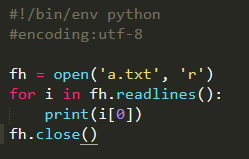 #!/bin/env python
#encoding:utf-8
fh = open('a.txt', 'r')
for i in fh.readlines():
    print(i[0])
fh.close()